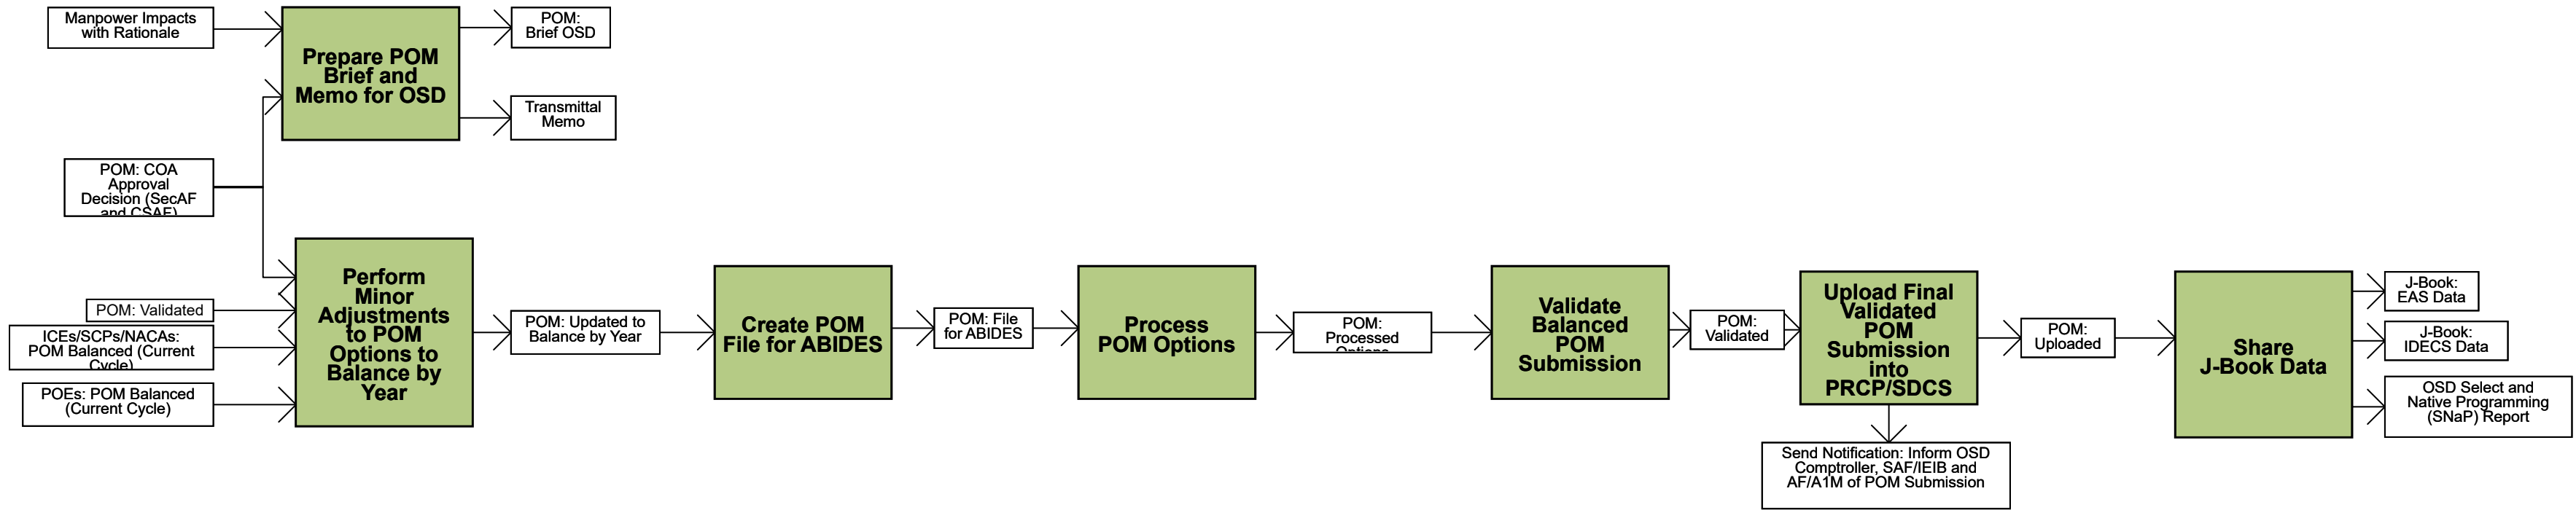 Manpower Impacts
with Rationale
Prepare POM
Brief and
Memo for OSD
POM:
Brief OSD
Transmittal
Memo
POM: COA
Approval
Decision (SecAF
and CSAF)
POM: Validated
ICEs/SCPs/NACAs:
POM Balanced (Current
Cycle)
POEs: POM Balanced
(Current Cycle)
Perform
Minor
Adjustments
to POM
Options to
Balance by
Year
POM: Updated to
Balance by Year
Create POM
File for ABIDES
POM: File
for ABIDES
Process
POM Options
POM:
Processed
Options
Validate
Balanced
POM
Submission
POM:
Validated
Upload Final
Validated
POM
Submission
into
PRCP/SDCS
Send Notification: Inform OSD
Comptroller, SAF/IEIB and
AF/A1M of POM Submission
POM:
Uploaded
Share
J-Book Data
J-Book:
EAS Data
J-Book:
IDECS Data
OSD Select and
Native Programming
(SNaP) Report